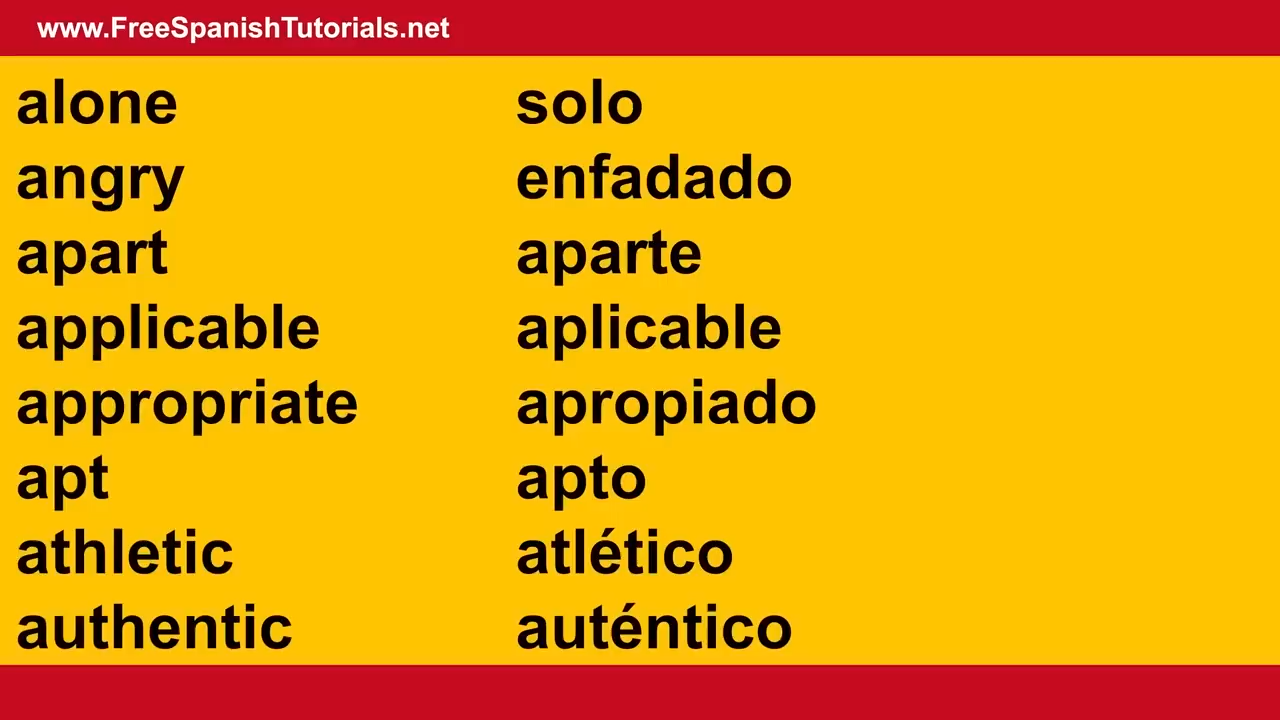 www.FreeSpanishTutorials.net
alone solo
angry enfadado
apart aparte
applicable aplicable
appropriate apropiado
apt apto
athletic atlético
authentic auténtico